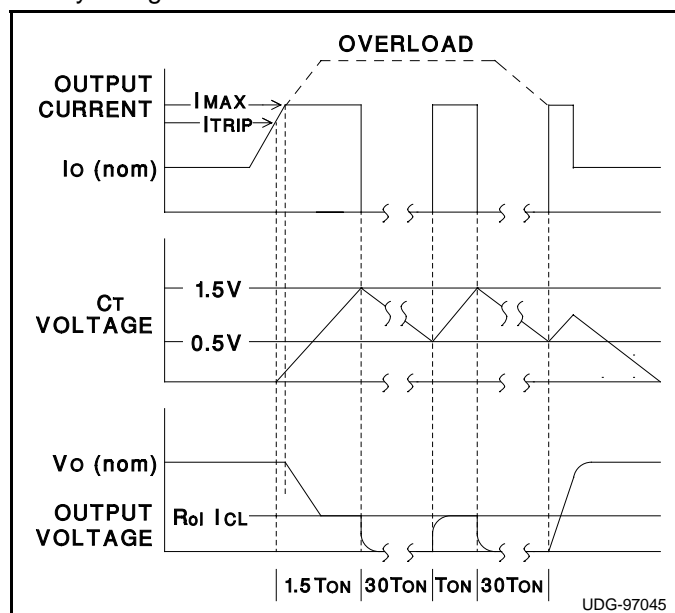 OVERLOAD
OUTPUT
CURRENT
IMAX
ITRIP
IO (nom)
CT
VOLTAGE
1.5V
0.5V
VO (nom)
OUTPUT
VOLTAGE
Rol ICL
1.5TON 30TON TON 30TON
UDG-97045